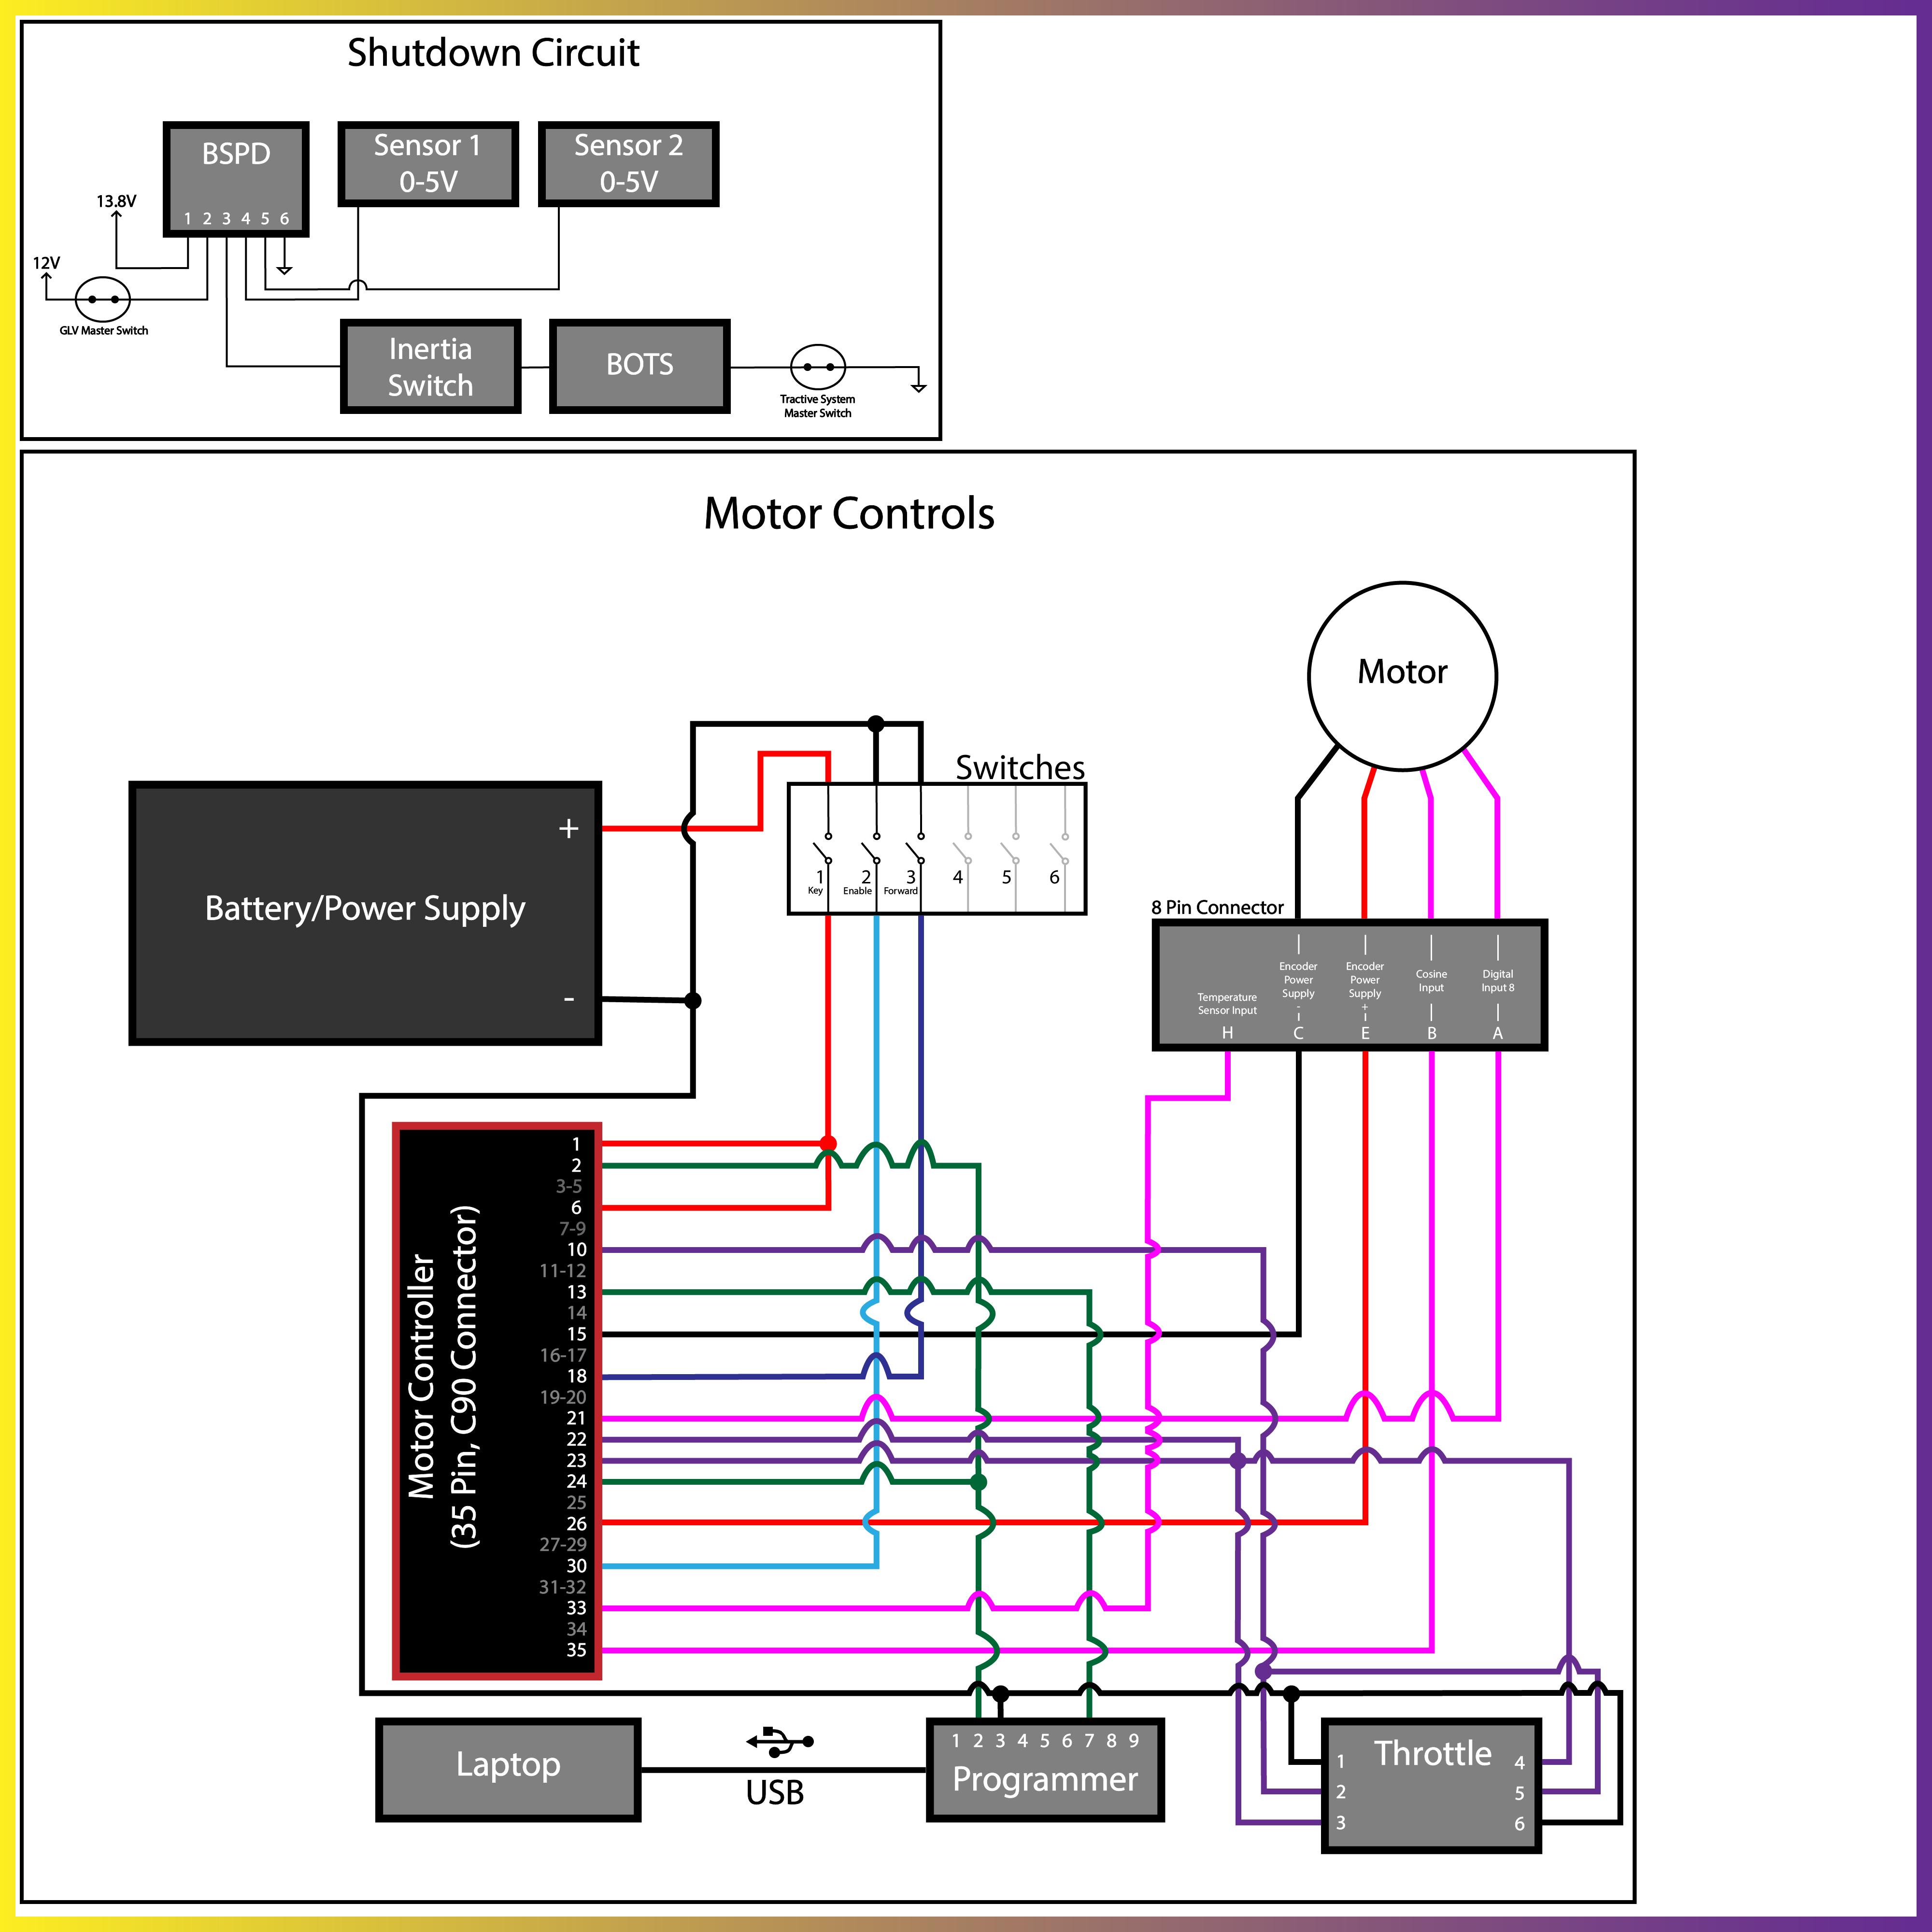 Shutdown Circuit
BSPD
1 2 3 4 5 6
Sensor 1
0-5V
Sensor 2
0-5V
13.8V
12V
GLV Master Switch
Inertia
Switch
BOTS
Tractive System
Master Switch
Motor Controls
Motor
Switches
1 2 3 4 5 6
Key Enable Forward
Battery/Power Supply
+
-
8 Pin Connector
Temperature
Sensor Input
H
Encoder
Power
Supply
-
C
Encoder
Power
Supply
+
E
Cosine
Input
B
Digital
Input 8
A
Motor Controller
(35 Pin, C90 Connector)
1
2
3-5
6
7-9
10
11-12
13
14
15
16-17
18
19-20
21
22
23
24
25
26
27-29
30
31-32
33
34
35
Laptop
USB
1 2 3 4 5 6 7 8 9
Programmer
Throttle
1
2
3
4
5
6